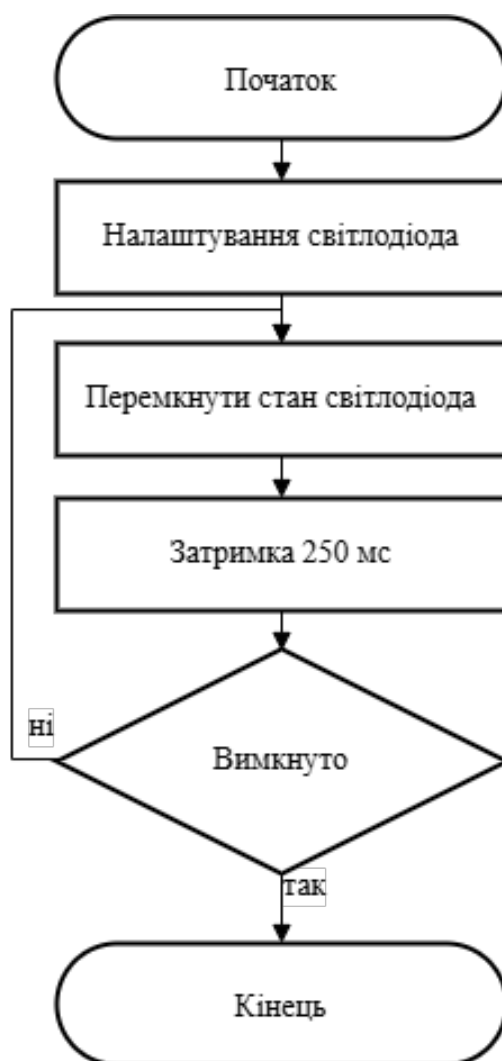 Початок
Налаштування світлодіода
Перемкнути стан світлодіода
Затримка 250 мс
ні
Вимкнуто
так
Кінець